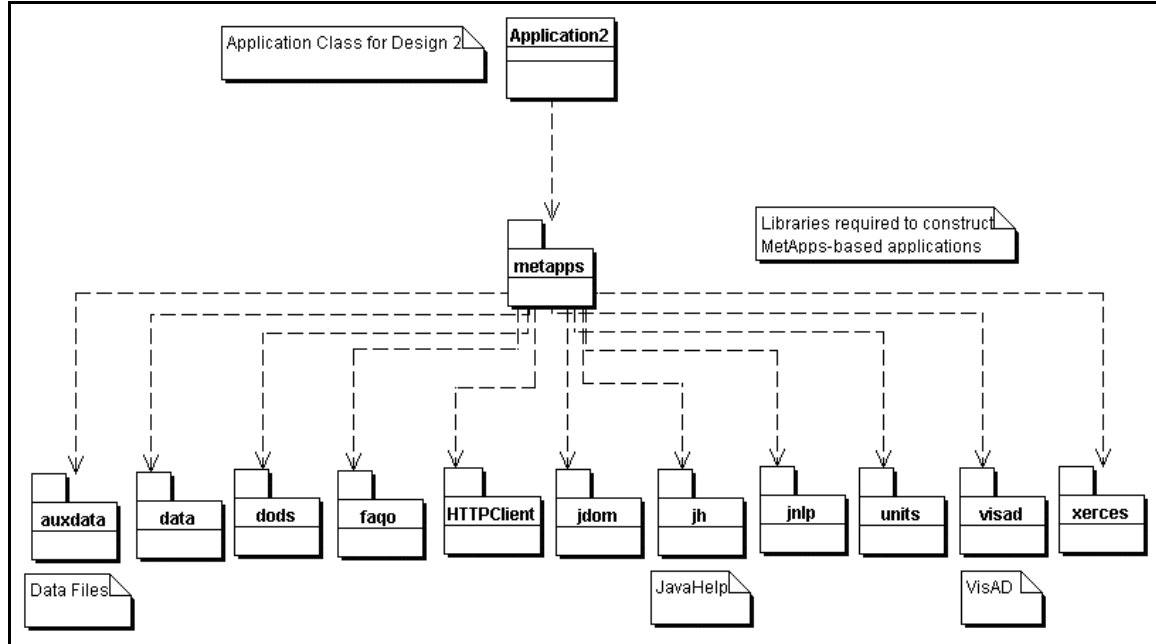 Application Class for Design 2
Application2
Libraries required to construct
MetApps-based applications
metapps
auxdata
data
dods
faqo
HTTPClient
jdom
jh
jnlp
units
visad
xerces
Data Files
JavaHelp
VisAD